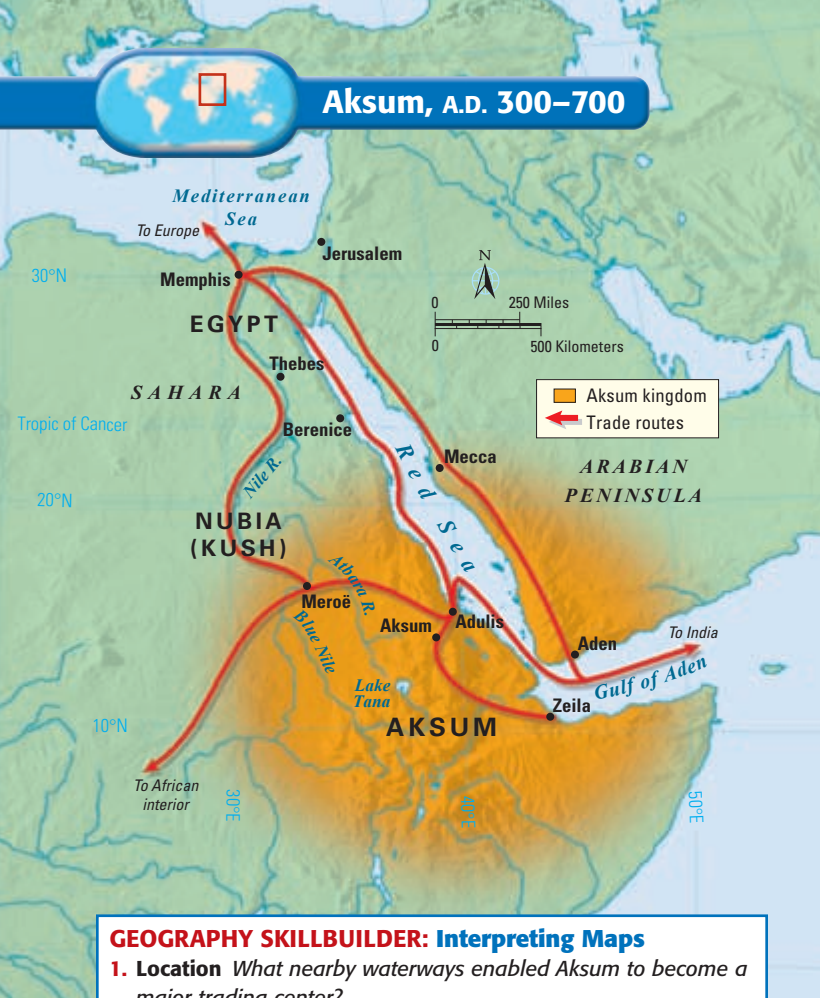 Aksum, A.D. 300–700
Mediterranean
Sea
To Europe
Jerusalem
30°N
Memphis
N
0 250 Miles
0 500 Kilometers
EGYPT
Thebes
SAHARA
Aksum kingdom
Trade routes
Tropic of Cancer
Berenice
Red Sea
Mecca
ARABIAN
PENINSULA
Nile R.
20°N
NUBIA
(KUSH)
Atbara R.
Meroë
Blue Nile
Aksum
Adulis
To India
Aden
Gulf of Aden
Lake
Tana
Zeila
10°N
AKSUM
To African
interior
30°E
40°E
50°E
GEOGRAPHY SKILLBUILDER: Interpreting Maps
1. Location What nearby waterways enabled Aksum to become a
major trading center?